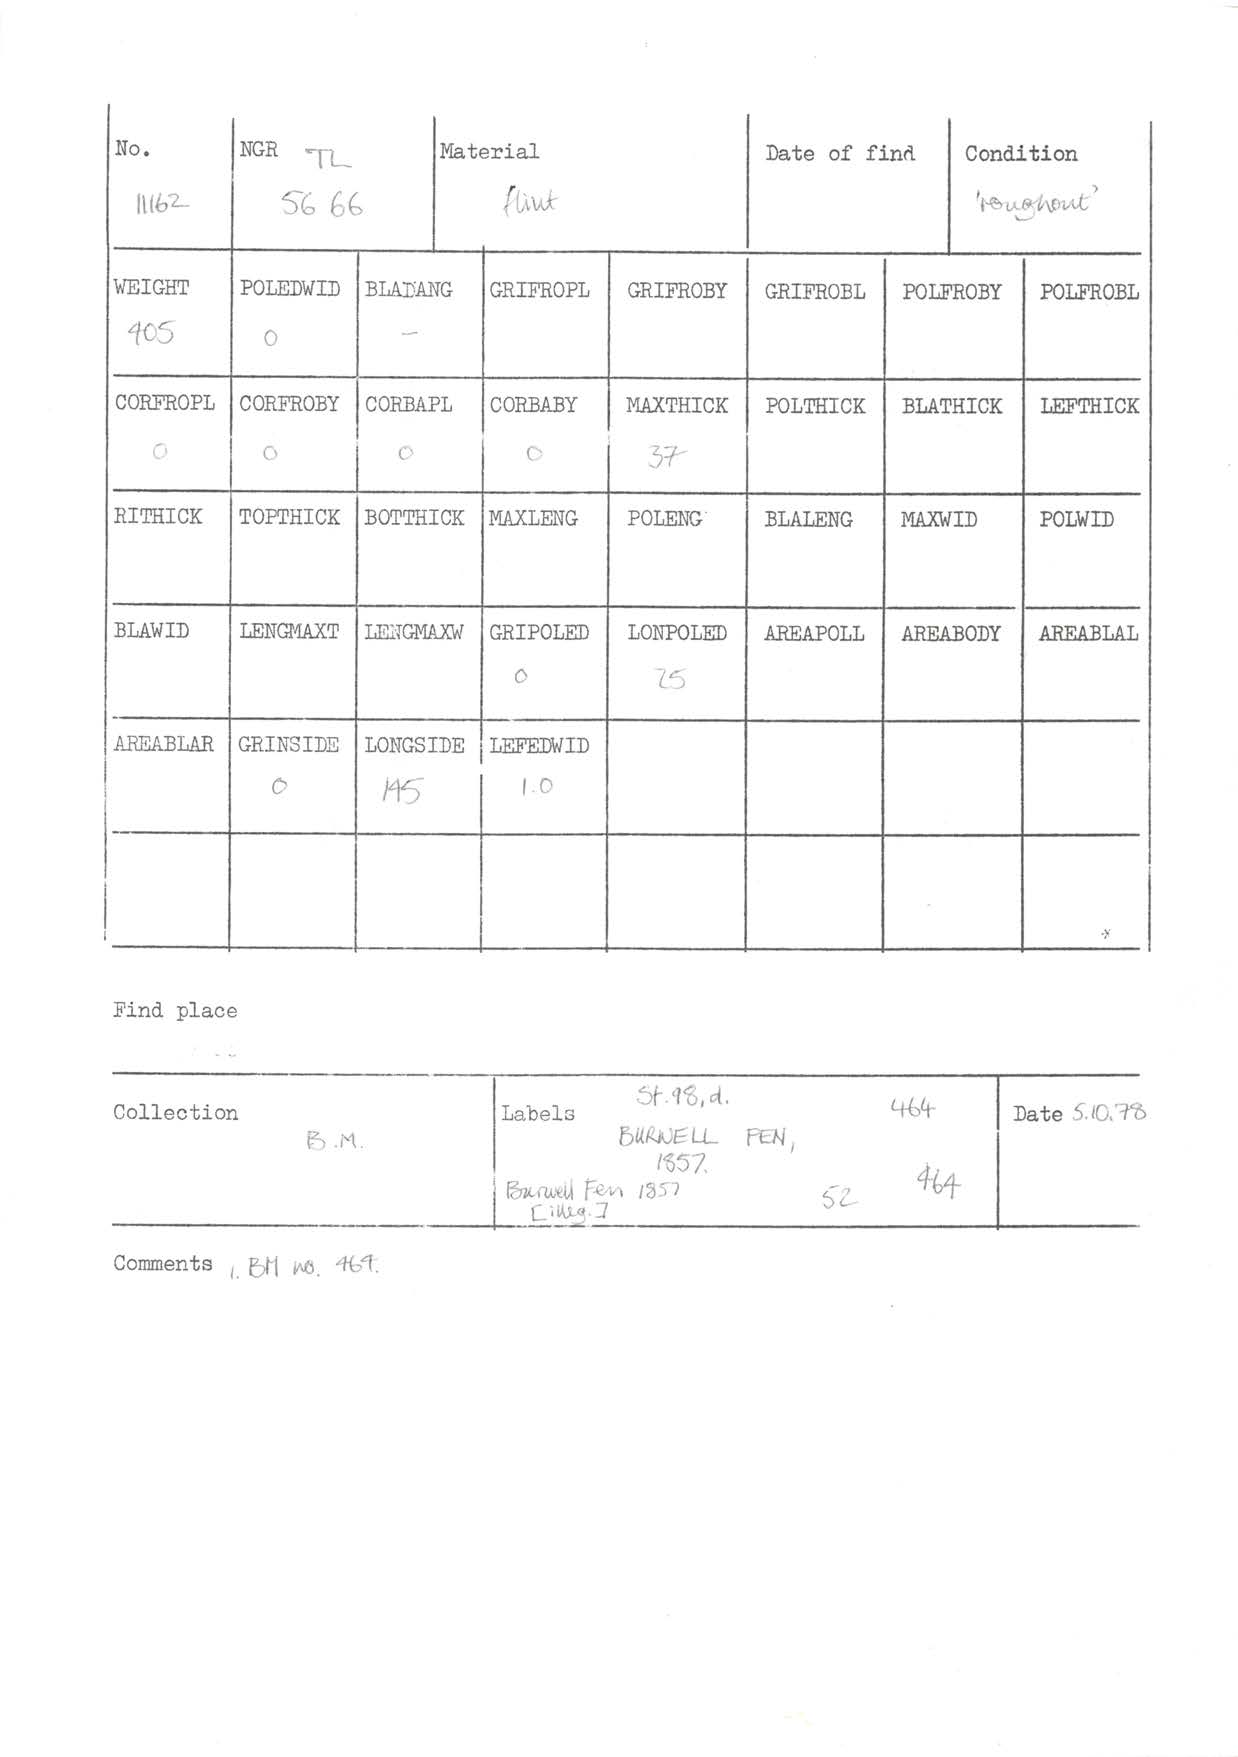 No. NGR TL Material Date of find Condition
11162 56 66 flint 'roughout'
WEIGHT POLEDWID BLADANG GRIFROPL GRIFROBY GRIFROBL POLFROBY POLFROBL
405 0 –
CORFROPL CORFROBY CORBAPL CORBABY MAXTHICK POLTHICK BLATHICK LEFTHICK
0 0 0 0 37
RITHICK TOPTHICK BOTTHICK MAXLENG POLENG BLALENG MAXWID POLWID
BLAWID LENGMAXT LENGMAXW GRIPOLED LONPOLED AREAPOLL AREABODY AREABLAL
0 25
AREABLAR GRINSIDE LONGSIDE LEFEDWID
0 145 1.0
Find place
Collection B.M.
Labels St.98,d. 464
BURWELL FEN,
1857.
Burwell Fen 1857 52 464
[illeg.]
Date 5.10.78
Comments 1. BM no. 464.